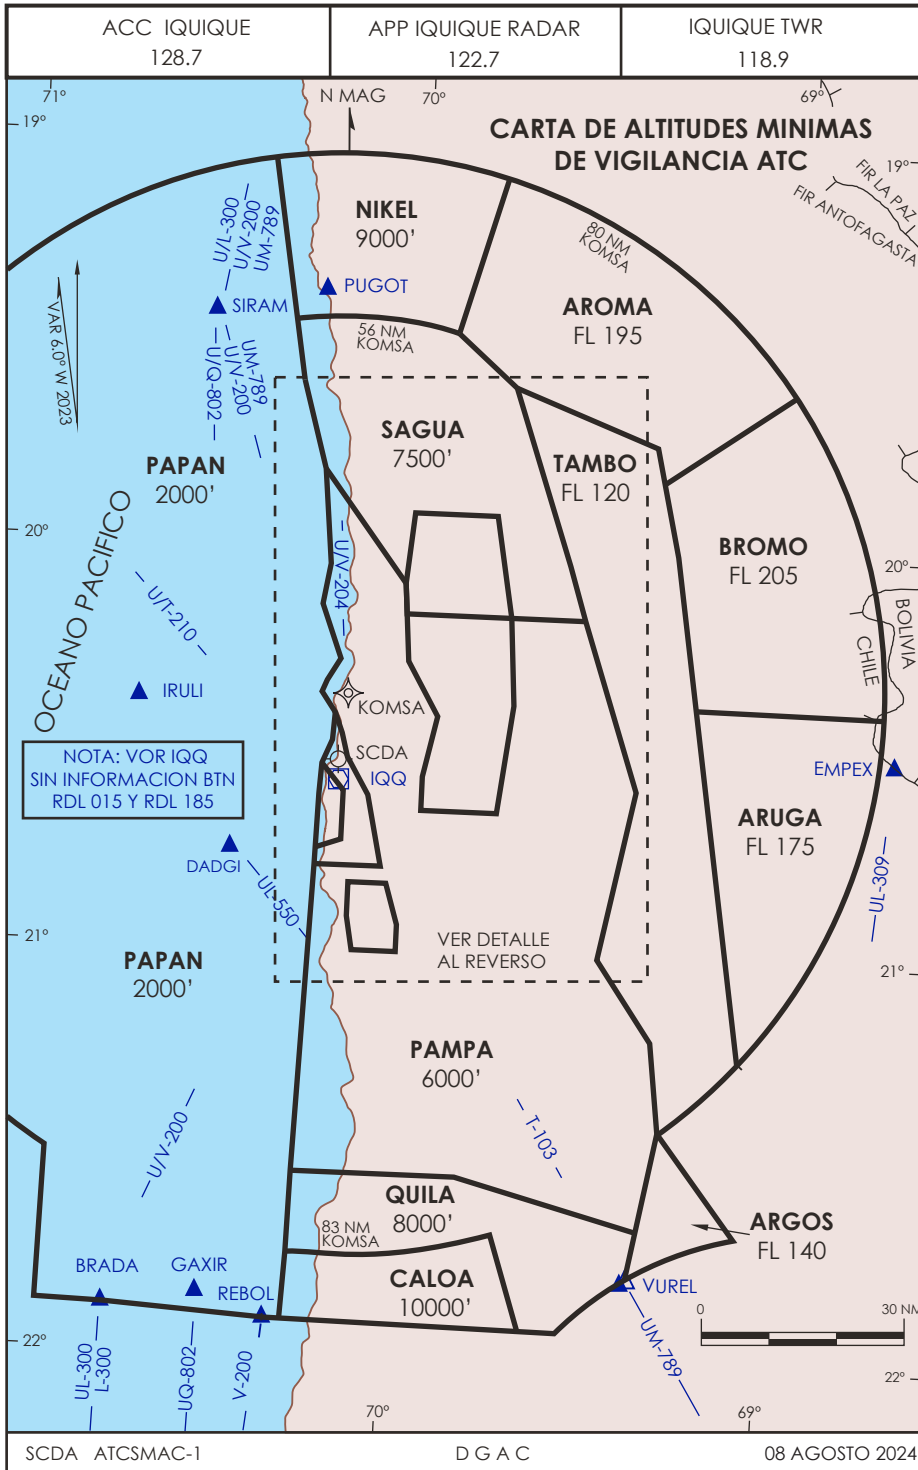 ACC IQUIQUE
128.7
APP IQUIQUE RADAR
122.7
IQUIQUE TWR
118.9
71°
70°
69°
19°
N MAG
CARTA DE ALTITUDES MINIMAS
DE VIGILANCIA ATC
19°
FIR LA PAZ
FIR ANTOFAGASTA
NIKEL
9000'
80 NM
KOMSA
U/L-300
U/V-200
UM-789
PUGOT
SIRAM
AROMA
FL 195
VAR 6.0° W 2023
56 NM
KOMSA
UM-789
U/V-200
U/Q-802
SAGUA
7500'
TAMBO
FL 120
PAPAN
2000'
OCEANO PACIFICO
20°
U/V-204
BROMO
FL 205
20°
U/T-210
BOLIVIA
CHILE
IRULI
KOMSA
NOTA: VOR IQQ
SIN INFORMACION BTN
RDL 015 Y RDL 185
SCDA
IQQ
EMPEX
ARUGA
FL 175
DADGI
UL-550
UL-309
21°
VER DETALLE
AL REVERSO
PAPAN
2000'
21°
PAMPA
6000'
U/V-200
T-103
QUILA
8000'
83 NM
KOMSA
ARGOS
FL 140
BRADA
GAXIR
REBOL
CALOA
10000'
VUREL
0
30 NM
22°
UL-300
L-300
UQ-802
V-200
UM-789
22°
70°
69°
SCDA ATCSMAC-1
D G A C
08 AGOSTO 2024